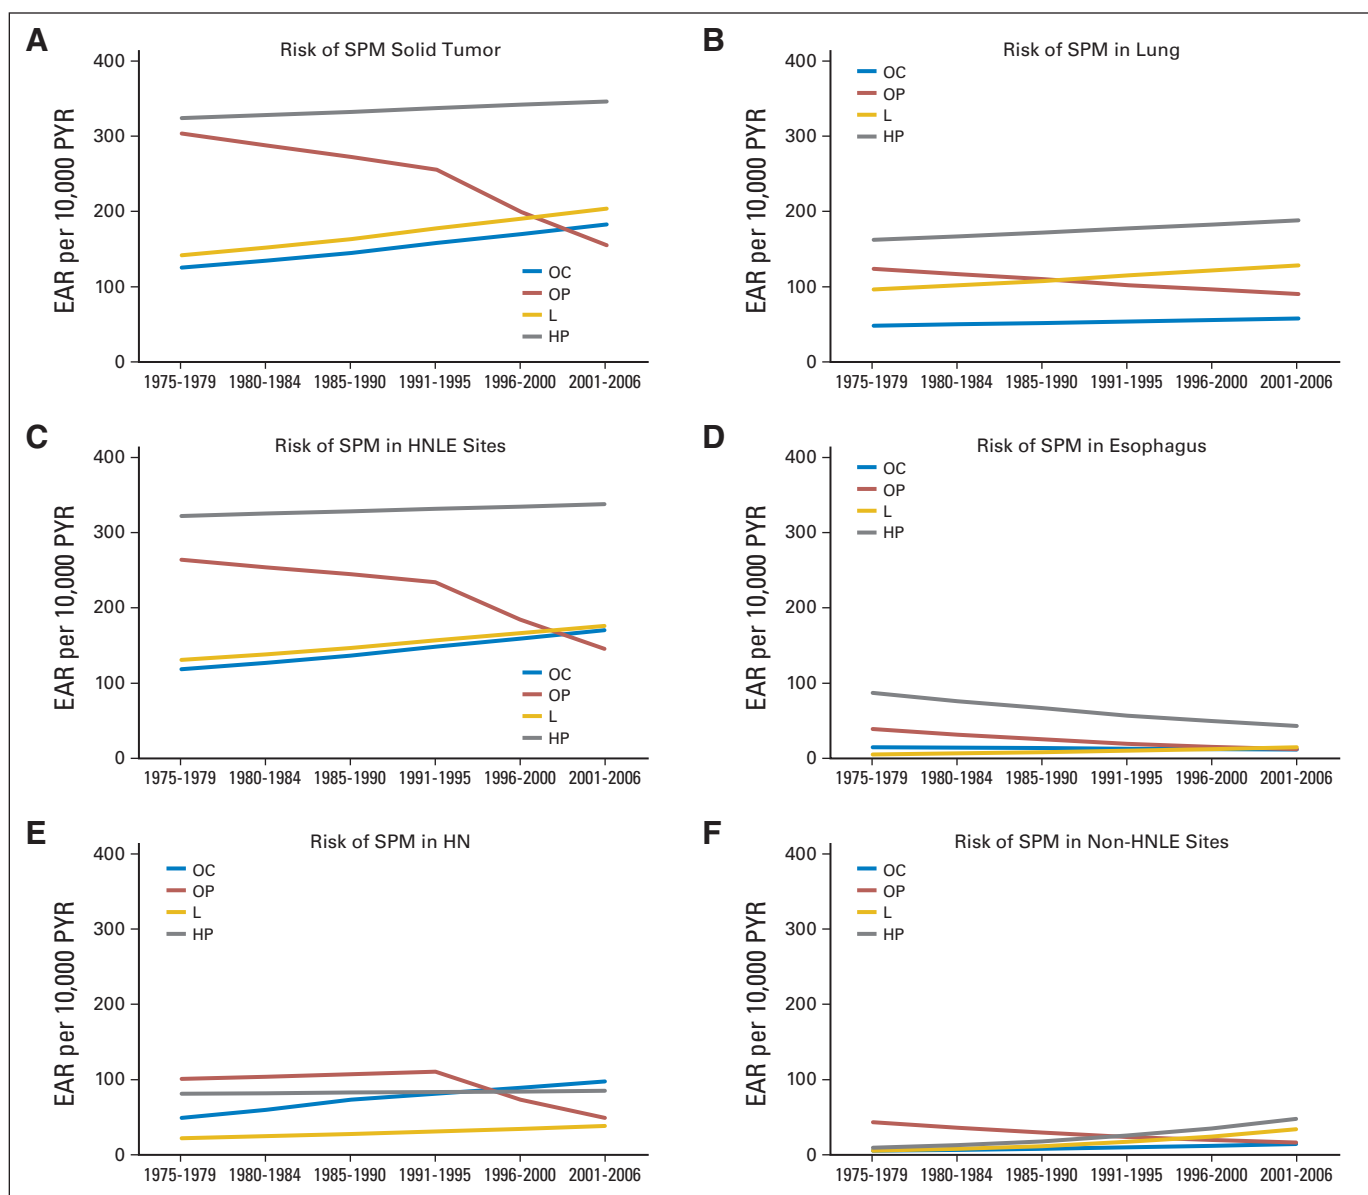 A
Risk of SPM Solid Tumor
EAR per 10,000 PYR
400
300
200
100
0
OC
OP
L
HP
1975-1979 1980-1984 1985-1990 1991-1995 1996-2000 2001-2006
B
Risk of SPM in Lung
EAR per 10,000 PYR
400
300
200
100
0
OC
OP
L
HP
1975-1979 1980-1984 1985-1990 1991-1995 1996-2000 2001-2006
C
Risk of SPM in HNLE Sites
EAR per 10,000 PYR
400
300
200
100
0
OC
OP
L
HP
1975-1979 1980-1984 1985-1990 1991-1995 1996-2000 2001-2006
D
Risk of SPM in Esophagus
EAR per 10,000 PYR
400
300
200
100
0
OC
OP
L
HP
1975-1979 1980-1984 1985-1990 1991-1995 1996-2000 2001-2006
E
Risk of SPM in HN
EAR per 10,000 PYR
400
300
200
100
0
OC
OP
L
HP
1975-1979 1980-1984 1985-1990 1991-1995 1996-2000 2001-2006
F
Risk of SPM in Non-HNLE Sites
EAR per 10,000 PYR
400
300
200
100
0
OC
OP
L
HP
1975-1979 1980-1984 1985-1990 1991-1995 1996-2000 2001-2006